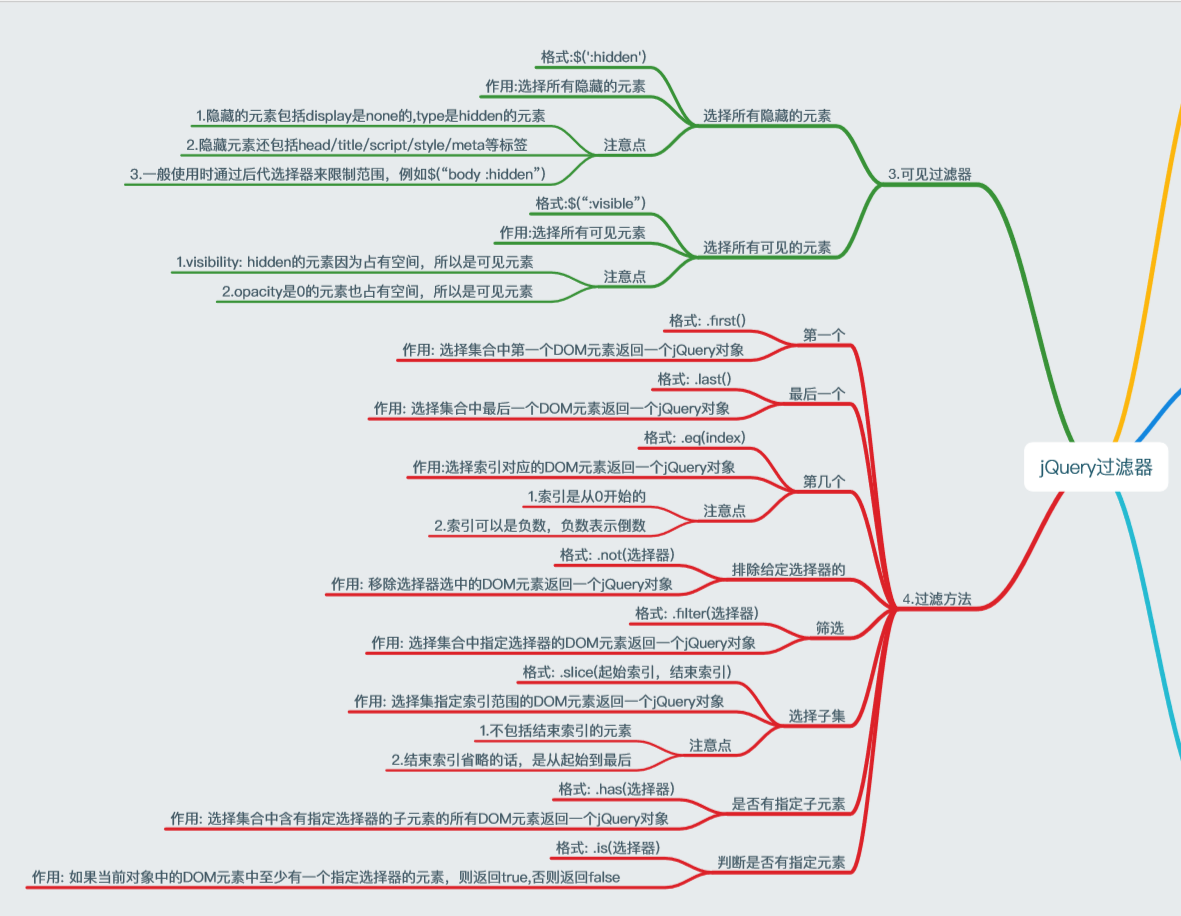 jQuery过滤器
3.可见过滤器
选择所有隐藏的元素
格式:$(':hidden')
作用:选择所有隐藏的元素
注意点
1.隐藏的元素包括display是none的,type是hidden的元素
2.隐藏元素还包括head/title/script/style/meta等标签
3.一般使用时通过后代选择器来限制范围，例如$(“body :hidden”)
选择所有可见的元素
格式:$(“:visible”)
作用:选择所有可见元素
注意点
1.visibility: hidden的元素因为占有空间，所以是可见元素
2.opacity是0的元素也占有空间，所以是可见元素
4.过滤方法
第一个
格式: .first()
作用: 选择集合中第一个DOM元素返回一个jQuery对象
最后一个
格式: .last()
作用: 选择集合中最后一个DOM元素返回一个jQuery对象
第几个
格式: .eq(index)
作用:选择索引对应的DOM元素返回一个jQuery对象
注意点
1.索引是从0开始的
2.索引可以是负数，负数表示倒数
排除给定选择器的
格式: .not(选择器)
作用: 移除选择器选中的DOM元素返回一个jQuery对象
筛选
格式: .filter(选择器)
作用: 选择集合中指定选择器的DOM元素返回一个jQuery对象
选择子集
格式: .slice(起始索引，结束索引)
作用: 选择集指定索引范围的DOM元素返回一个jQuery对象
注意点
1.不包括结束索引的元素
2.结束索引省略的话，是从起始到最后
是否有指定子元素
格式: .has(选择器)
作用: 选择集合中含有指定选择器的子元素的所有DOM元素返回一个jQuery对象
判断是否有指定元素
格式: .is(选择器)
作用: 如果当前对象中的DOM元素中至少有一个指定选择器的元素，则返回true,否则返回false